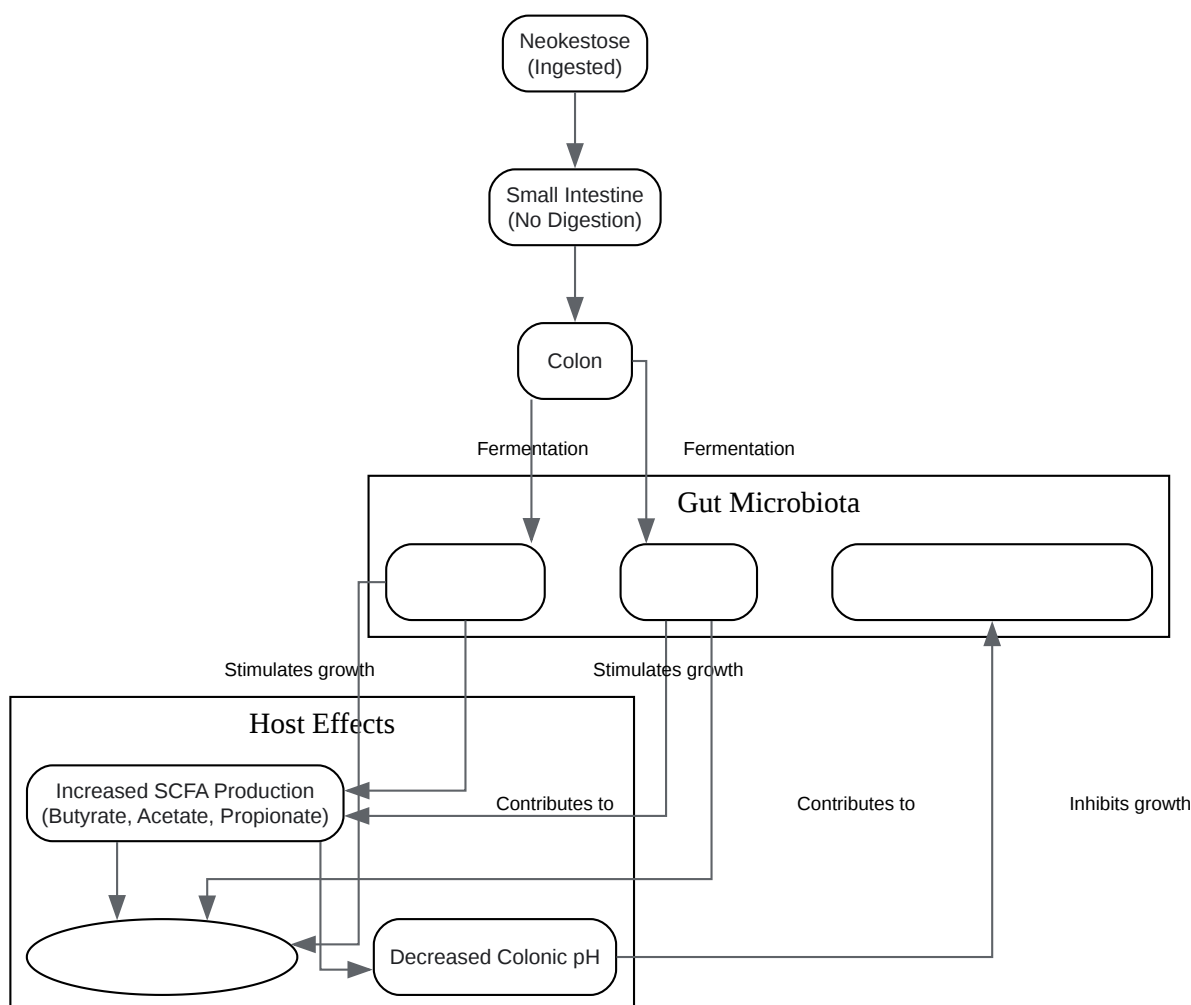 Neokestose
(Ingested)
Small Intestine
(No Digestion)
Colon
Fermentation
Fermentation
Gut Microbiota
Stimulates growth
Stimulates growth
Host Effects
Increased SCFA Production
(Butyrate, Acetate, Propionate)
Contributes to
Contributes to
Inhibits growth
Decreased Colonic pH